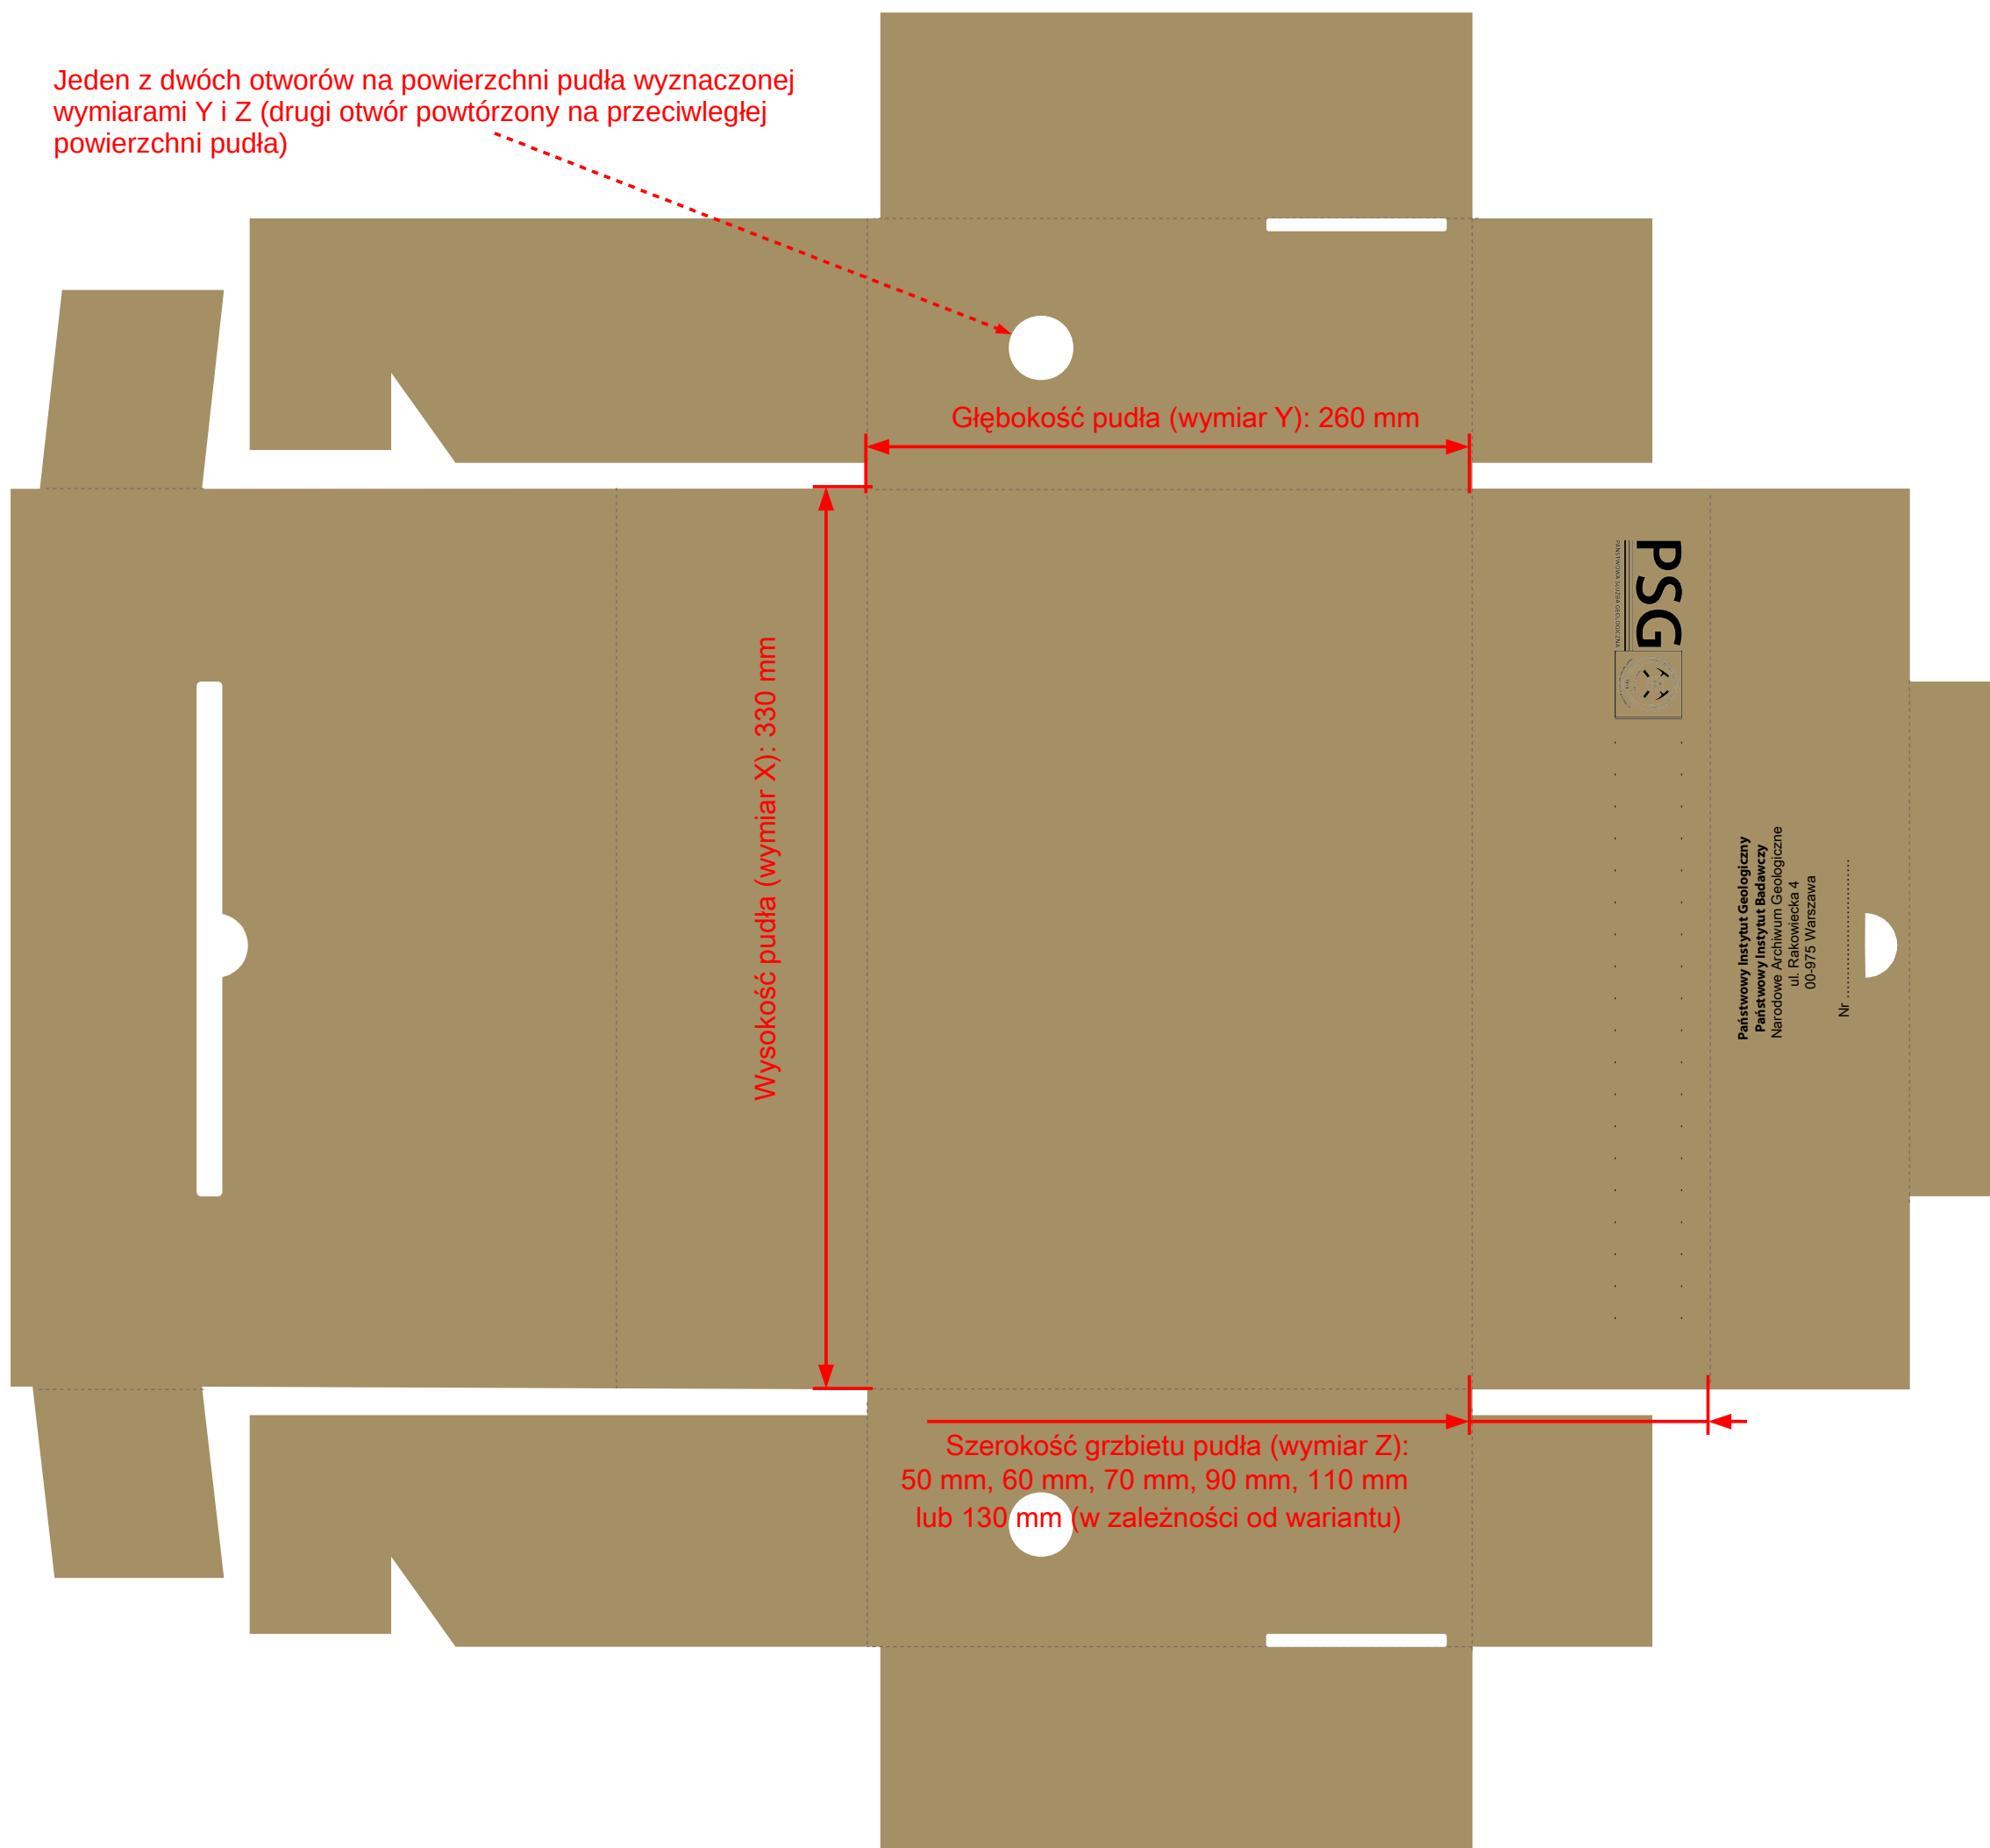 Jeden z dwóch otworów na powierzchni pudła wyznaczonej
wymiarami Y i Z (drugi otwór powtórzony na przeciwległej
powierzchni pudła)
Głębokość pudła (wymiar Y): 260 mm
Wysokość pudła (wymiar X): 330 mm
PSG
PAŃSTWOWA SŁUŻBA GEOLOGICZNA
Państwowy Instytut Geologiczny
Państwowy Instytut Badawczy
Narodowe Archiwum Geologiczne
ul. Rakowiecka 4
00-975 Warszawa
Nr ....................................
Szerokość grzbietu pudła (wymiar Z):
50 mm, 60 mm, 70 mm, 90 mm, 110 mm
lub 130 mm (w zależności od wariantu)